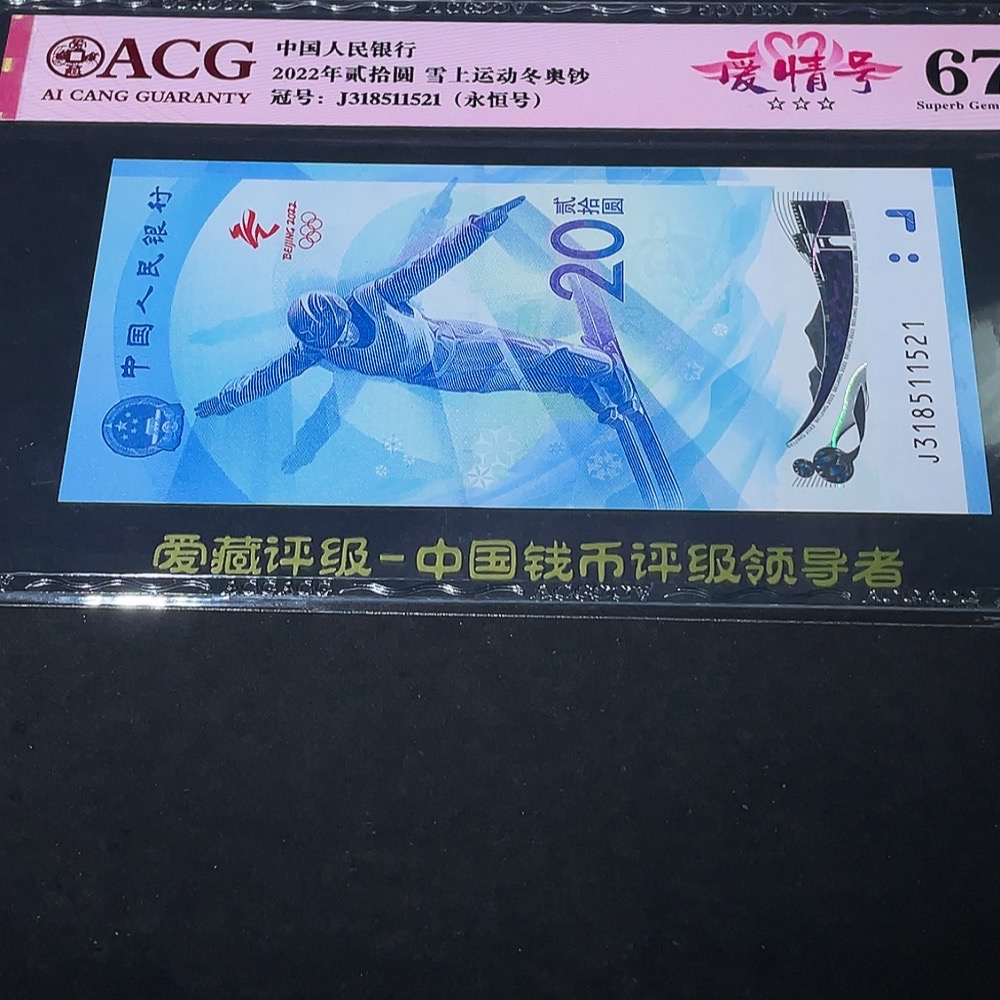 ACG
AI CANG GUARANTY
中国人民银行
2022年贰拾圆 雪上运动冬奥钞
冠号：J318511521（永恒号）
爱情号
☆☆☆
67
Superb Gem
中国人民银行
BEIJING 2022
贰拾圆
20
J318511521
爱藏评级-中国钱币评级领导者